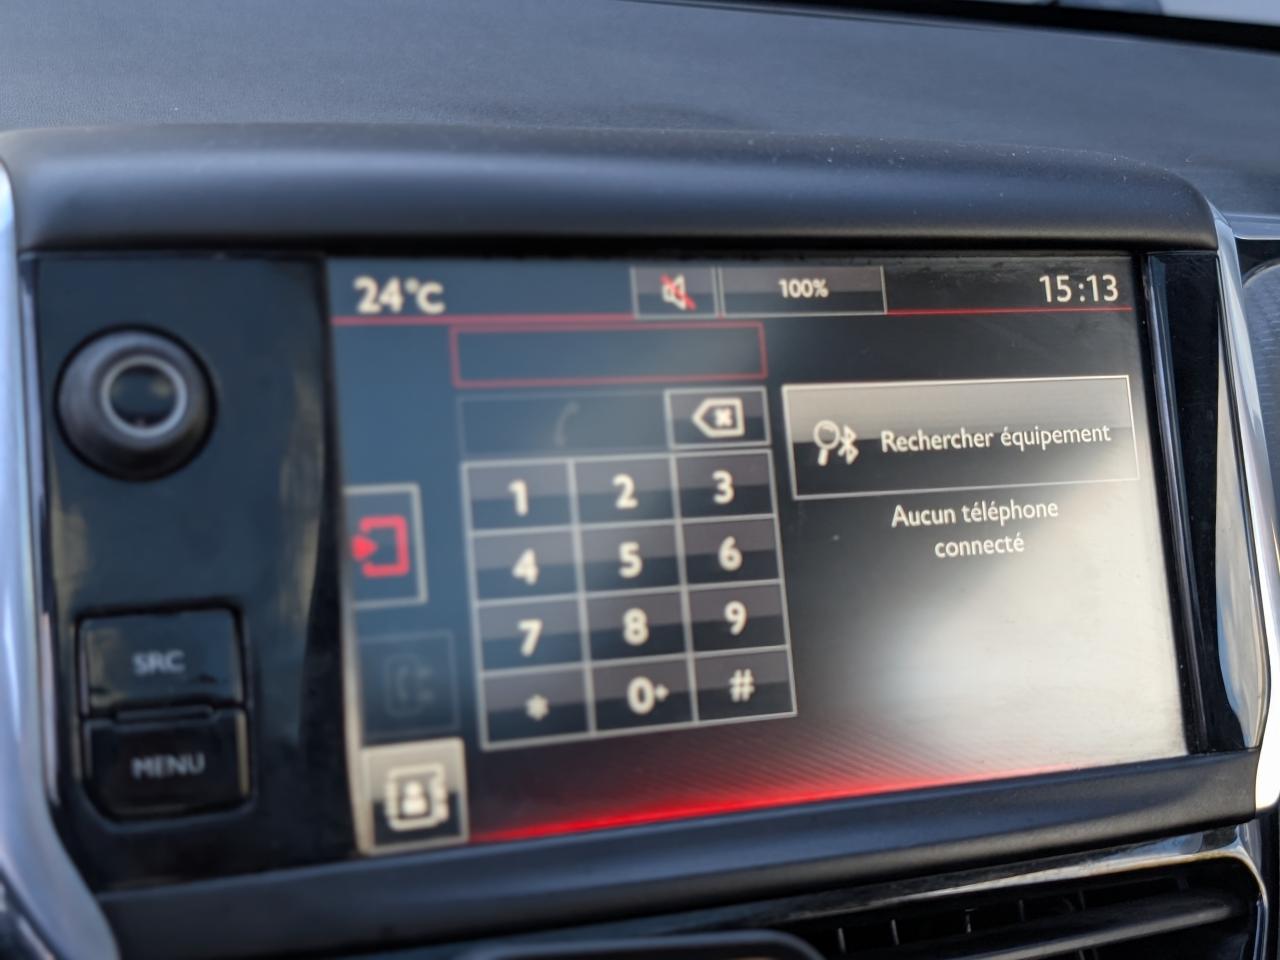 24°C
100%
15:13
Rechercher équipement
Aucun téléphone
connecté
1 2 3
4 5 6
7 8 9
* 0+ #
SRC
MENU